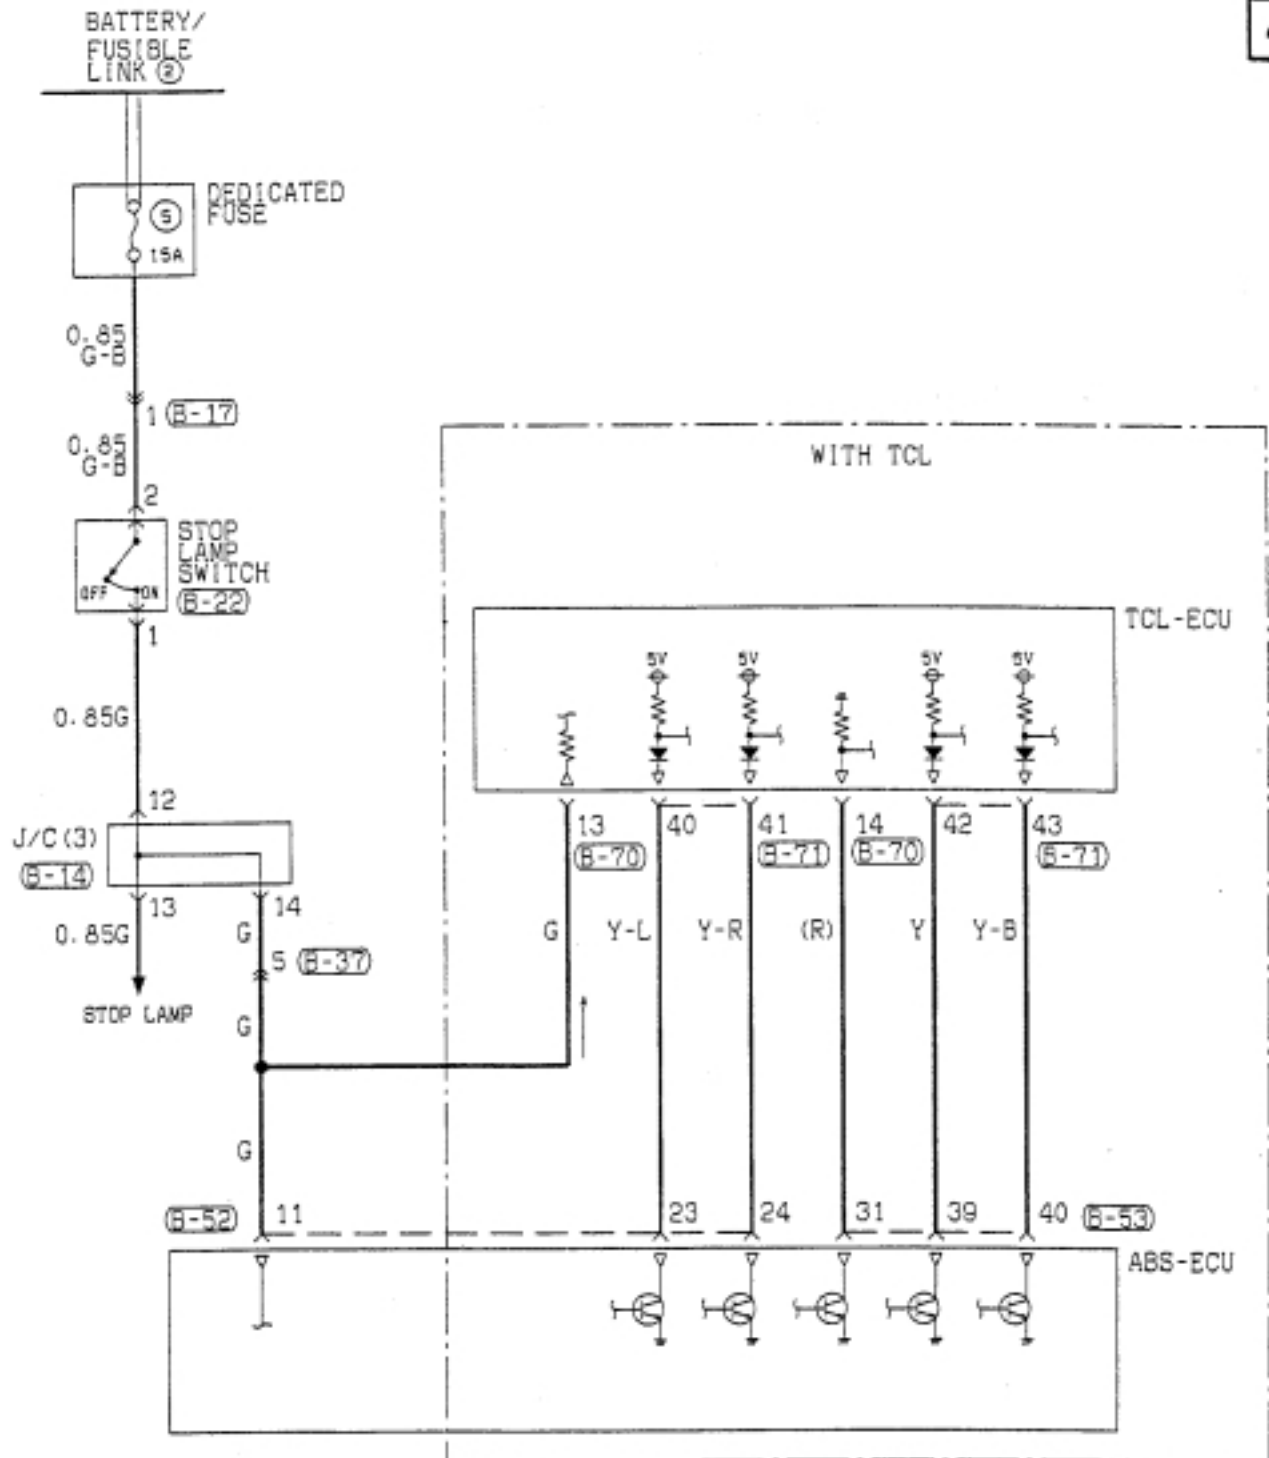 BATTERY/
FUSIBLE
LINK ②
DEDICATED
FUSE
⑤
15A
0.85
G-B
1 (B-17)
0.85
G-B
2
STOP
LAMP
SWITCH
(B-22)
OFF ON
1
0.85G
12
J/C(3)
(B-14)
13
14
0.85G
G
5 (B-37)
STOP LAMP
G
G
(B-52) 11
WITH TCL
TCL-ECU
5V 5V 5V 5V
13 40 41 14 42 43
(B-70) (B-71) (B-70) (B-71)
G Y-L Y-R (R) Y Y-B
23 24 31 39 40 (B-53)
ABS-ECU